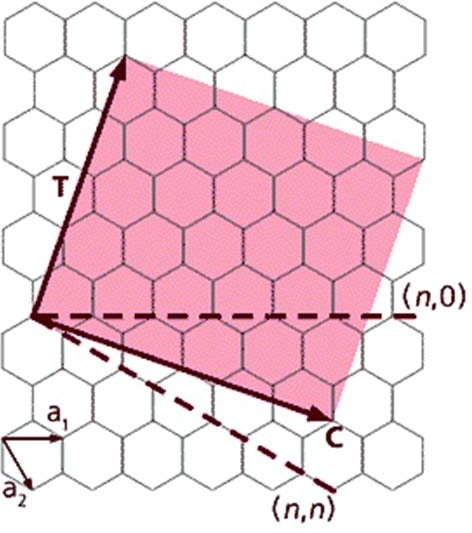 T
(n,0)
C
a₁
a₂
(n,n)